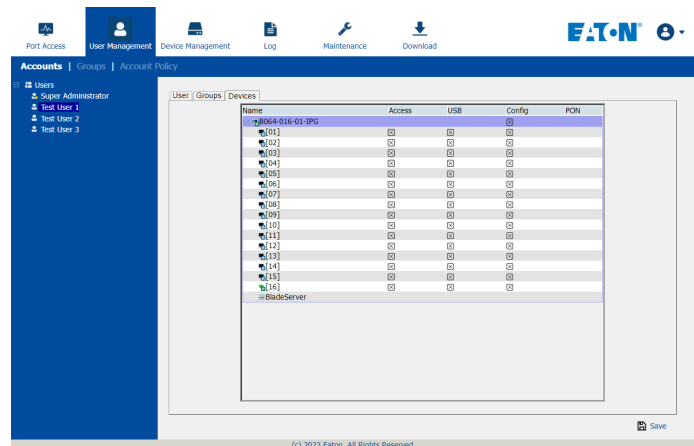 Port Access User Management Device Management Log Maintenance Download EATON
Accounts | Groups | Account Policy
Users
Super Administrator
Test User 1
Test User 2
Test User 3
User Groups Devices
Name Access USB Config PON
B064-016-01-IPG
[01]
[02]
[03]
[04]
[05]
[06]
[07]
[08]
[09]
[10]
[11]
[12]
[13]
[14]
[15]
[16]
BladeServer
Save
(c) 2023 Eaton. All Rights Reserved.